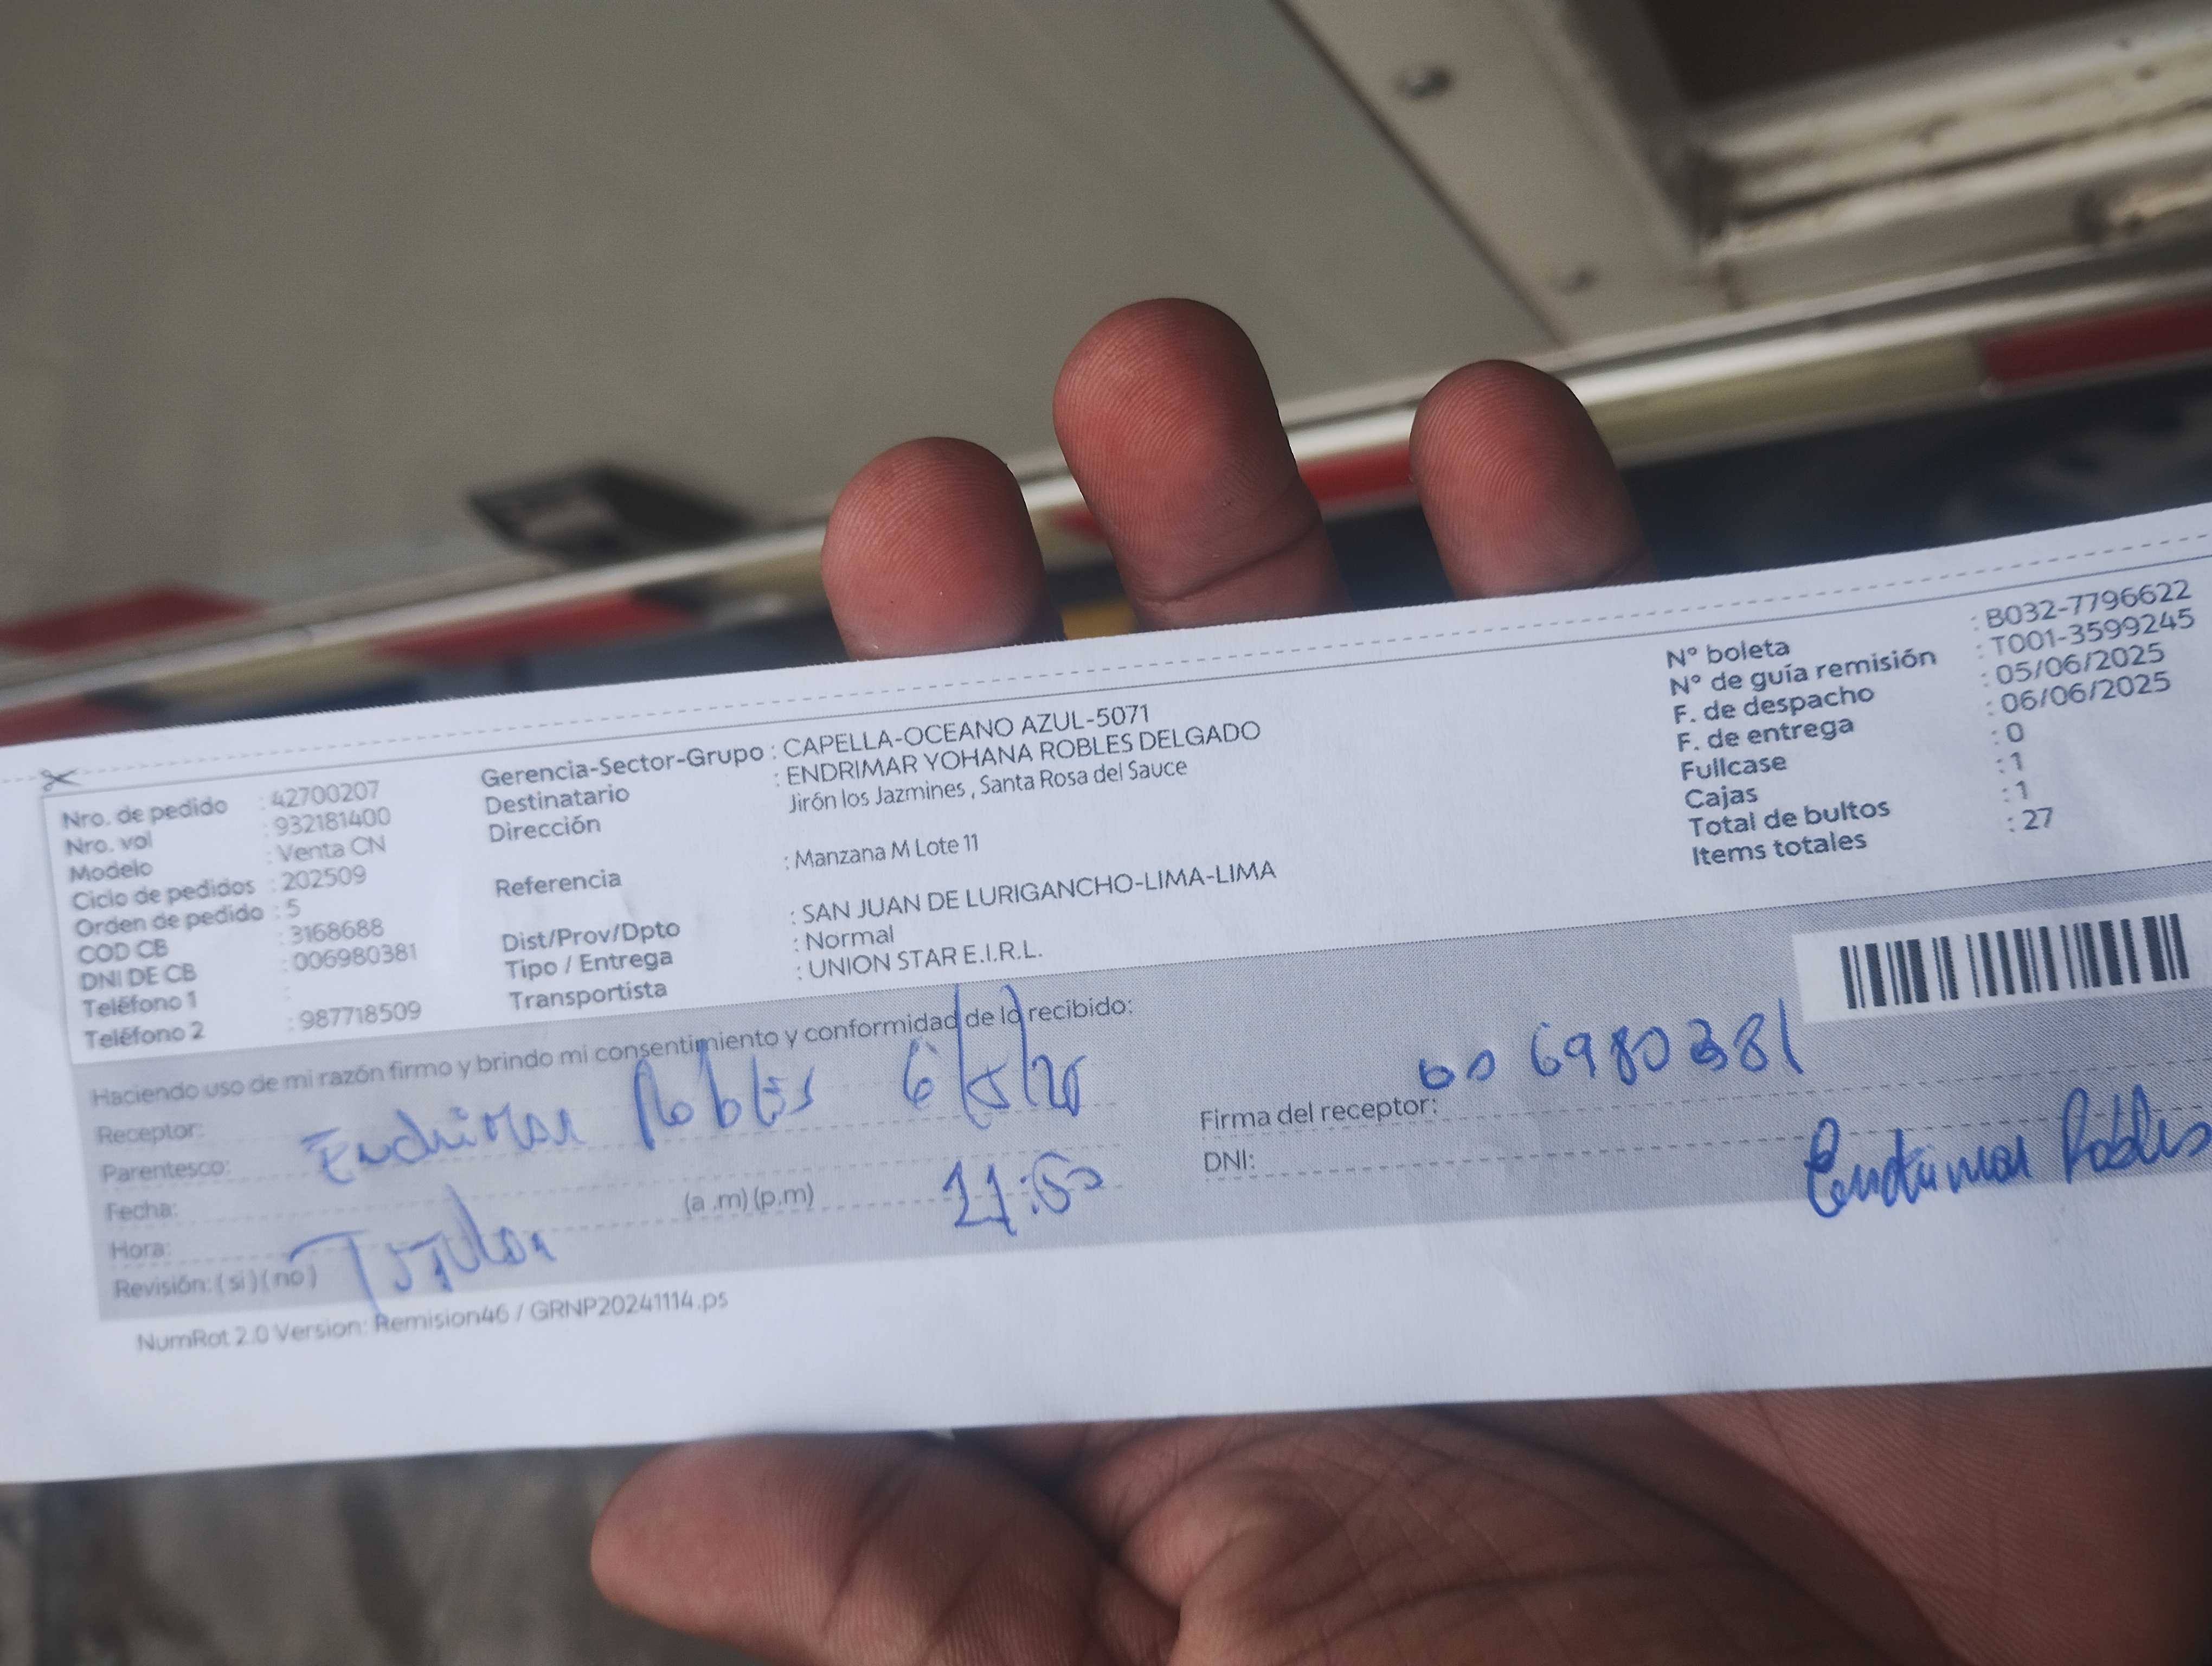 Nro. de pedido : 42700207
Nro. vol : 932181400
Modelo : Venta CN
Ciclo de pedidos : 202509
Orden de pedido : 5
COD CB : 3168688
DNI DE CB : 006980381
Teléfono 1 :
Teléfono 2 : 987718509
Gerencia-Sector-Grupo : CAPELLA-OCEANO AZUL-5071
Destinatario : ENDRIMAR YOHANA ROBLES DELGADO
Dirección Jirón los Jazmines , Santa Rosa del Sauce
Referencia : Manzana M Lote 11
Dist/Prov/Dpto : SAN JUAN DE LURIGANCHO-LIMA-LIMA
Tipo / Entrega : Normal
Transportista : UNION STAR E.I.R.L.
N° boleta : B032-7796622
N° de guía remisión : T001-3599245
F. de despacho : 05/06/2025
F. de entrega : 06/06/2025
Fullcase : 0
Cajas : 1
Total de bultos : 1
Items totales : 27
Haciendo uso de mi razón firmo y brindo mi consentimiento y conformidad de lo recibido:
Receptor: Endrimar Robles
Parentesco:
Fecha:
Hora: (a .m) (p.m)
Revisión: ( si ) ( no ) Titular
Firma del receptor: 006980381
DNI: Endrimar Robles
NumRot 2.0 Version: Remision46 / GRNP20241114.ps